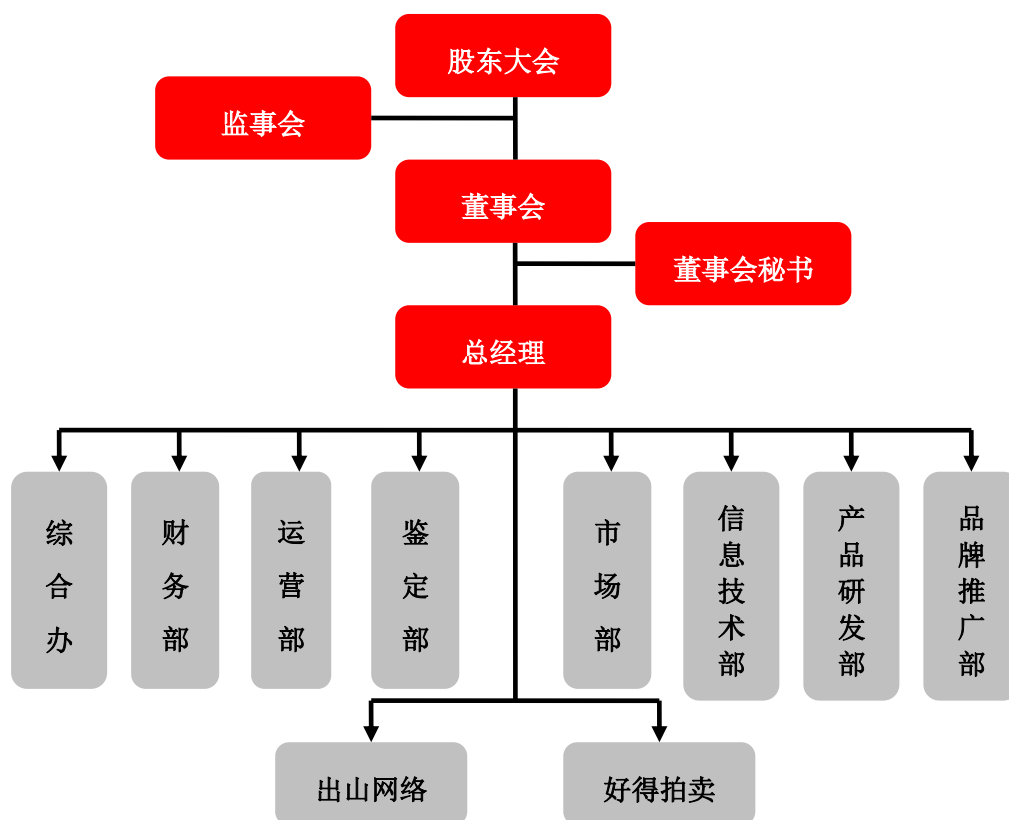 股东大会
监事会
董事会
董事会秘书
总经理
综合办
财务部
运营部
鉴定部
市场部
信息技术部
产品研发部
品牌推广部
出山网络
好得拍卖